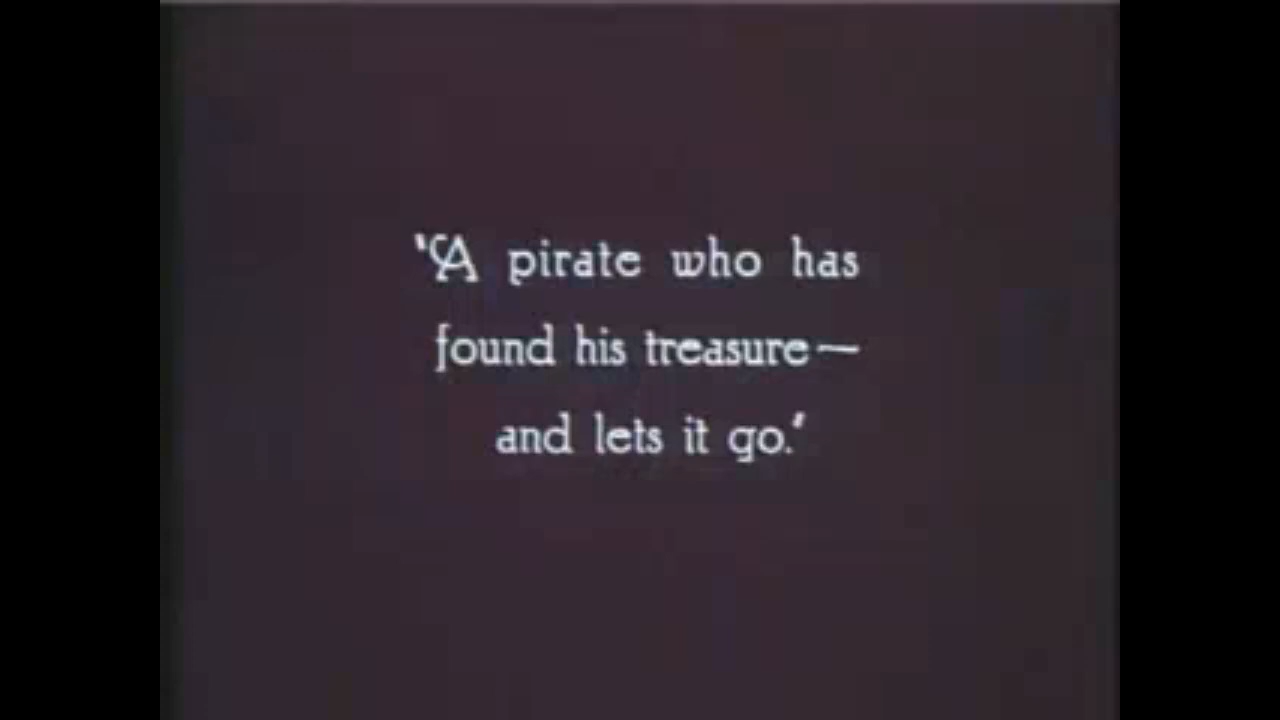 "A pirate who has
found his treasure—
and lets it go."